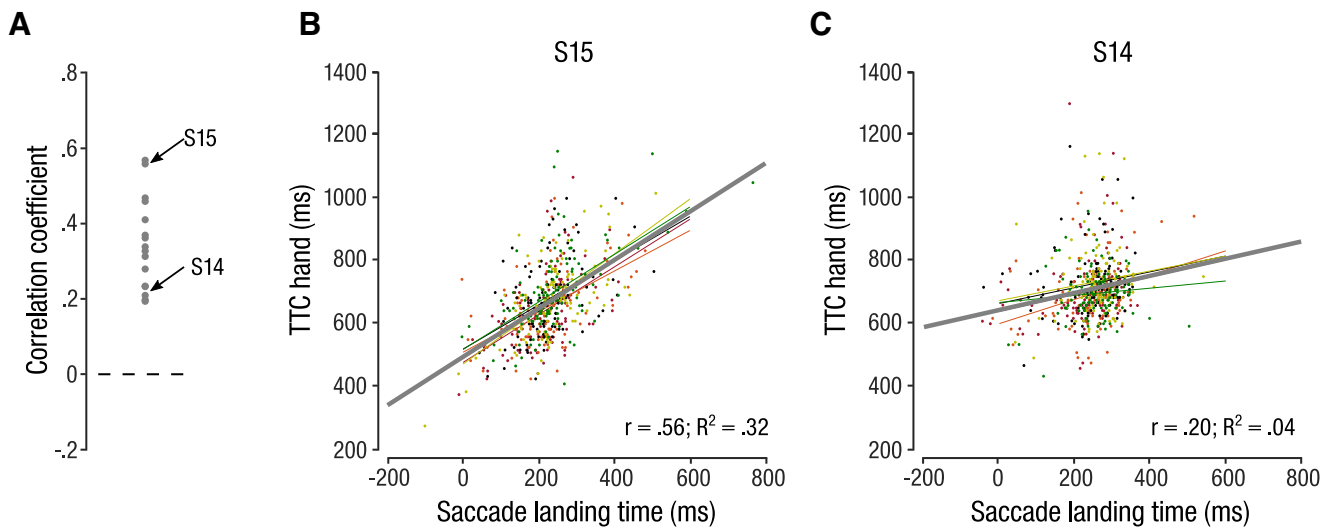 A
Correlation coefficient
.8
.6
.4
.2
0
-.2
S15
S14
B
S15
TTC hand (ms)
1400
1200
1000
800
600
400
200
r = .56; R² = .32
-200 0 200 400 600 800
Saccade landing time (ms)
C
S14
TTC hand (ms)
1400
1200
1000
800
600
400
200
r = .20; R² = .04
-200 0 200 400 600 800
Saccade landing time (ms)